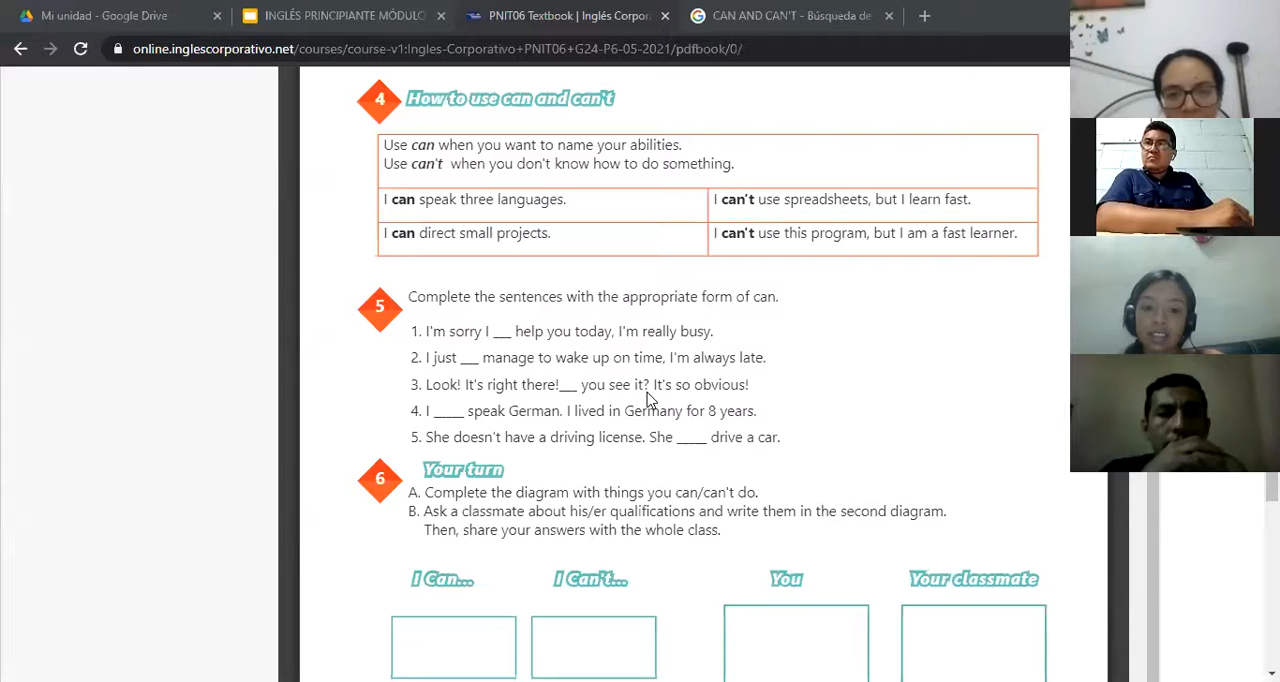 Mi unidad - Google Drive
INGLÉS PRINCIPIANTE MÓDULO
PNIT06 Textbook | Inglés Corpor
CAN AND CAN'T - Búsqueda de
online.inglescorporativo.net/courses/course-v1:Ingles-Corporativo+PNIT06+G24-P6-05-2021/pdfbook/0/
4 How to use can and can't
Use can when you want to name your abilities.
Use can't when you don't know how to do something.
I can speak three languages.
I can't use spreadsheets, but I learn fast.
I can direct small projects.
I can't use this program, but I am a fast learner.
5 Complete the sentences with the appropriate form of can.
1. I'm sorry I ___ help you today, I'm really busy.
2. I just ___ manage to wake up on time, I'm always late.
3. Look! It's right there!___ you see it? It's so obvious!
4. I _____ speak German. I lived in Germany for 8 years.
5. She doesn't have a driving license. She _____ drive a car.
6 Your turn
A. Complete the diagram with things you can/can't do.
B. Ask a classmate about his/er qualifications and write them in the second diagram.
Then, share your answers with the whole class.
I Can...
I Can't...
You
Your classmate